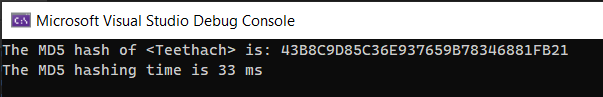 Microsoft Visual Studio Debug Console
The MD5 hash of <Teethach> is: 43B8C9D85C36E937659B78346881FB21
The MD5 hashing time is 33 ms